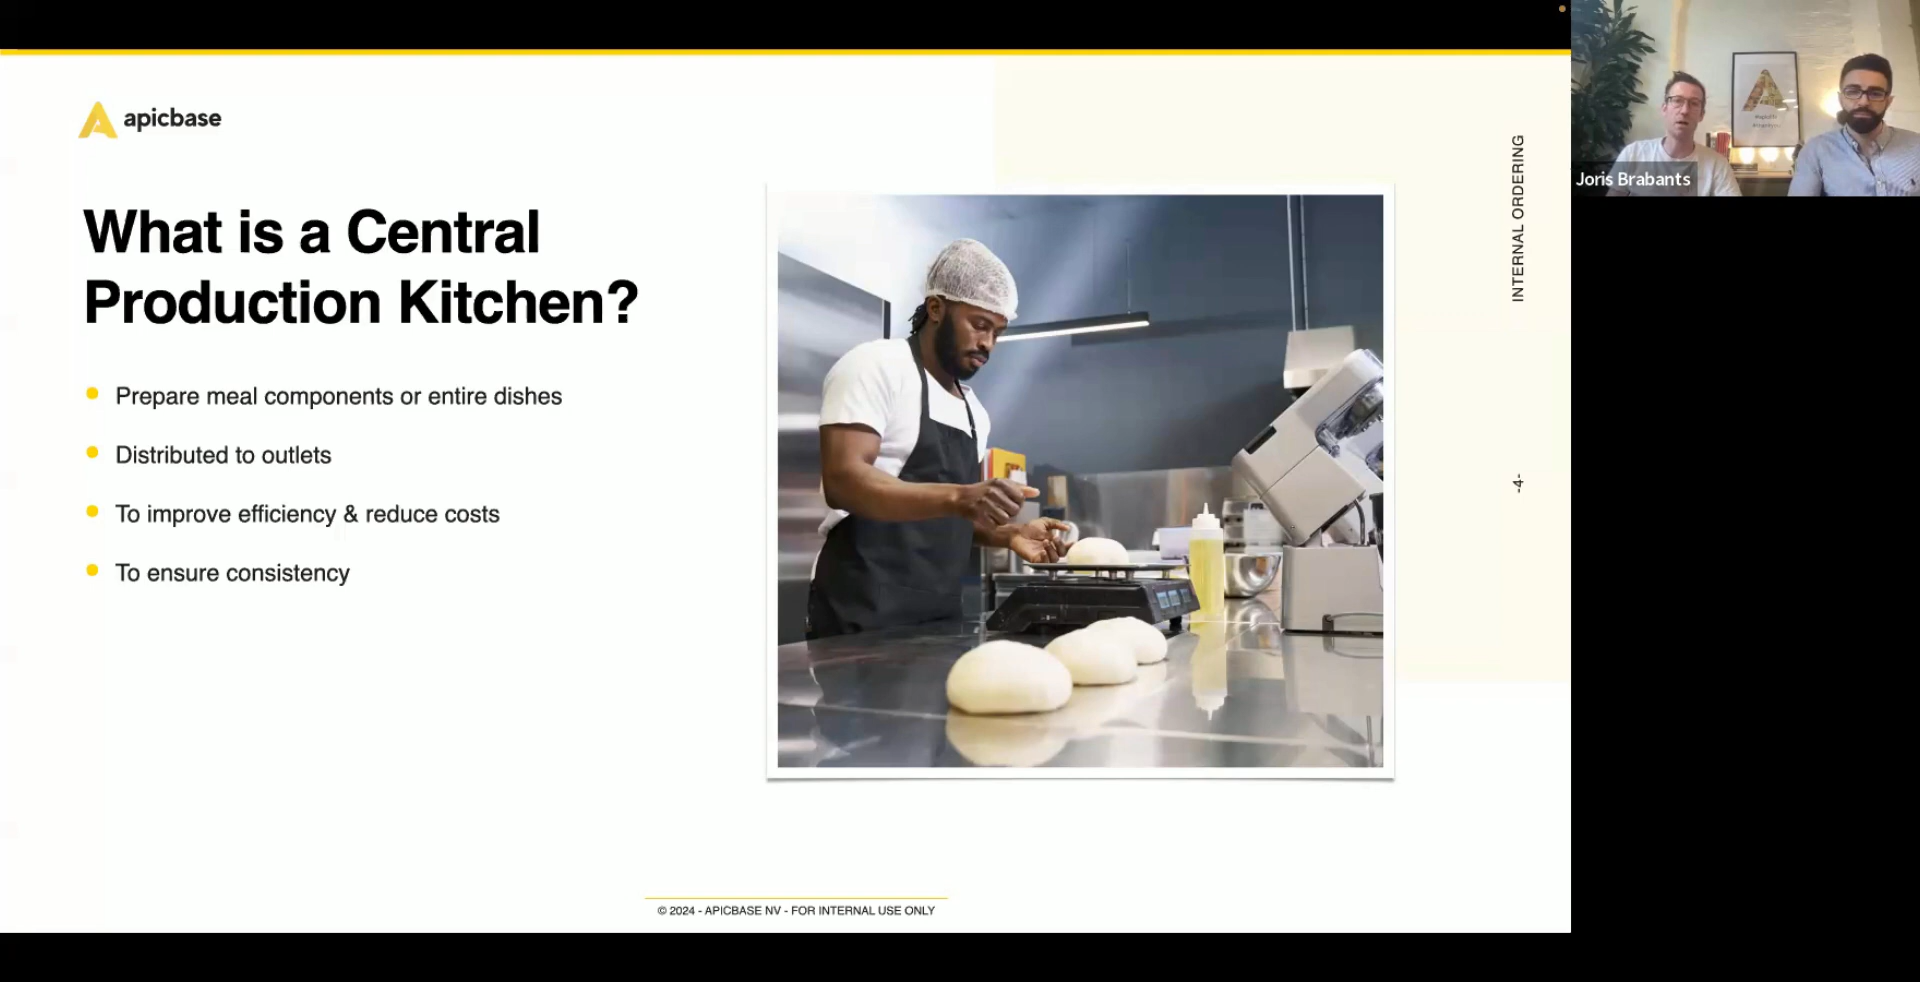 apicbase
What is a Central
Production Kitchen?
Prepare meal components or entire dishes
Distributed to outlets
To improve efficiency & reduce costs
To ensure consistency
INTERNAL ORDERING
-4-
© 2024 - APICBASE NV - FOR INTERNAL USE ONLY
Joris Brabants